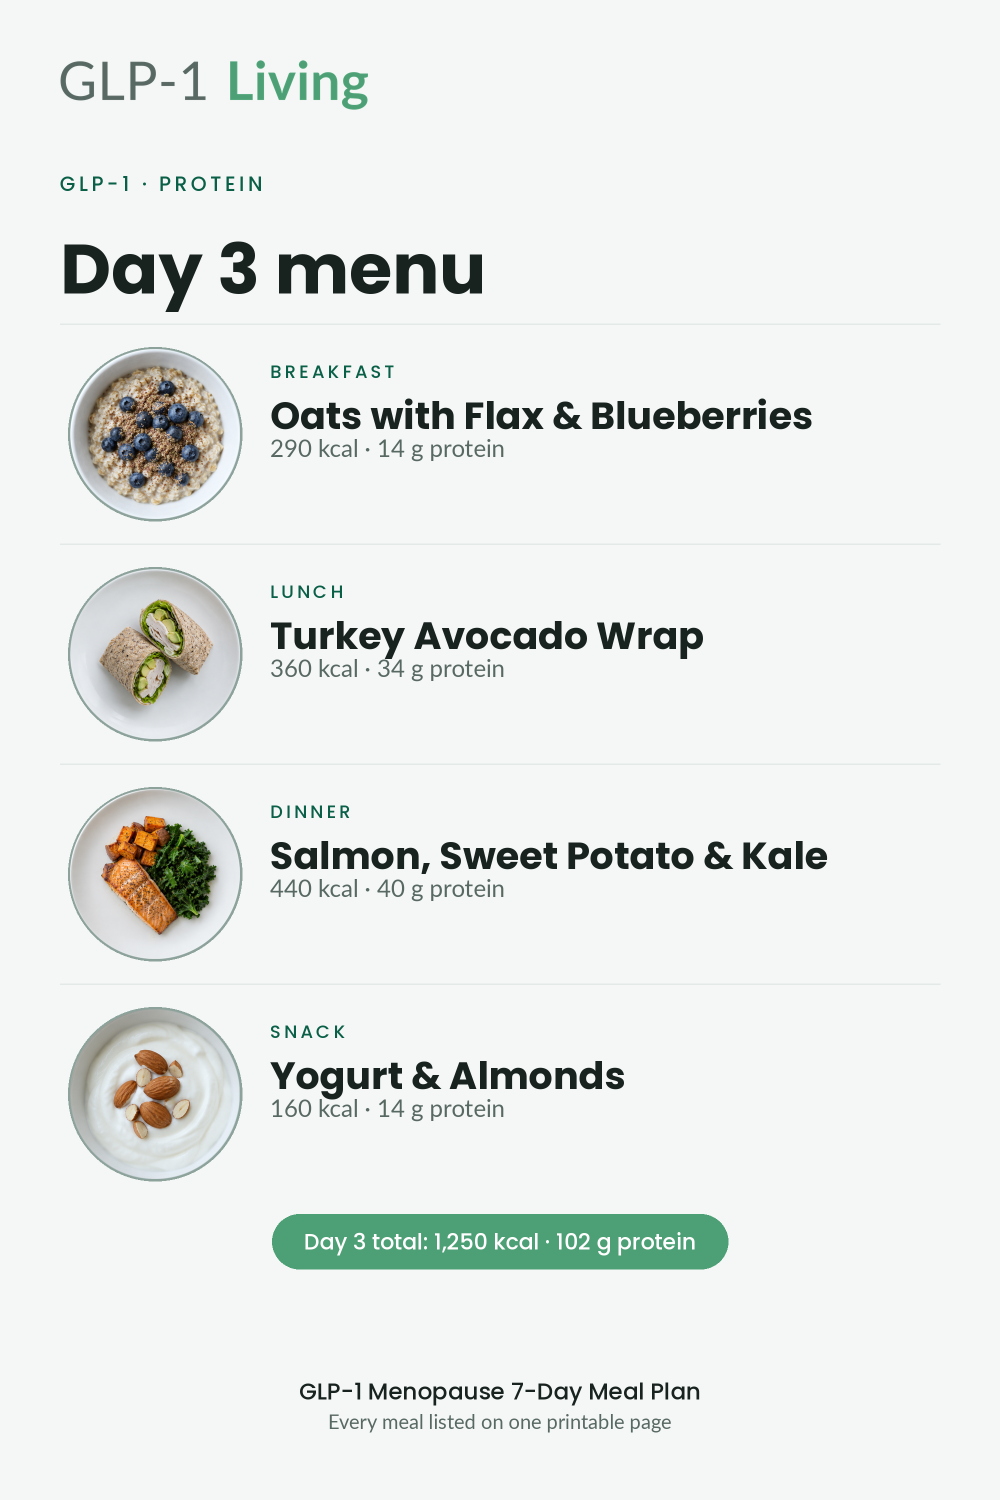 GLP-1 Living
GLP-1 · PROTEIN
Day 3 menu
BREAKFAST
Oats with Flax & Blueberries
290 kcal · 14 g protein
LUNCH
Turkey Avocado Wrap
360 kcal · 34 g protein
DINNER
Salmon, Sweet Potato & Kale
440 kcal · 40 g protein
SNACK
Yogurt & Almonds
160 kcal · 14 g protein
Day 3 total: 1,250 kcal · 102 g protein
GLP-1 Menopause 7-Day Meal Plan
Every meal listed on one printable page